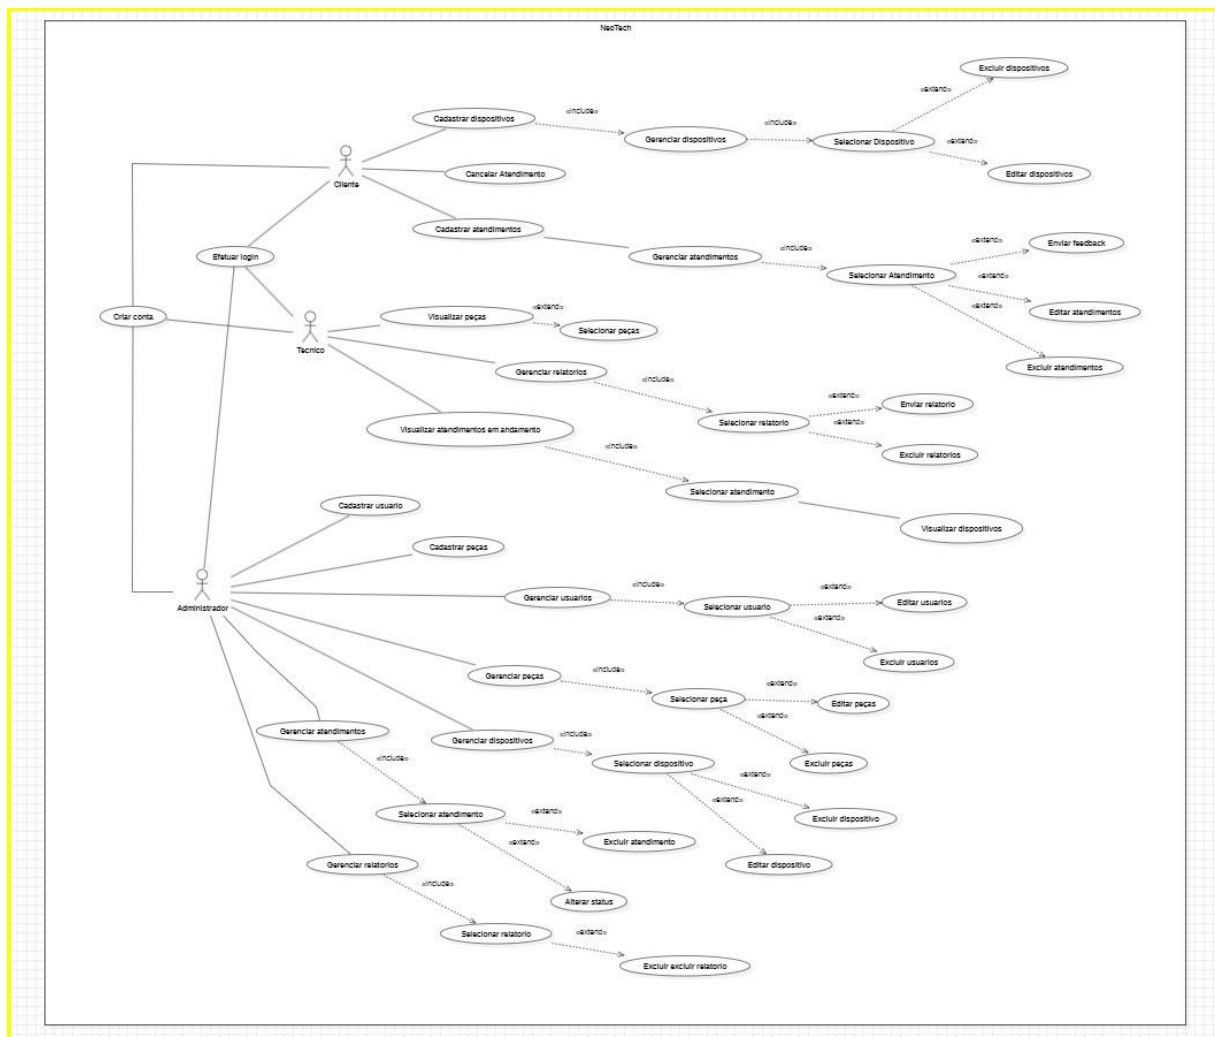 NeoTech
Excluir dispositivos
«extend»
Cadastrar dispositivos
«include»
Gerenciar dispositivos
«include»
Selecionar Dispositivo
«extend»
Editar dispositivos
Cliente
Cancelar Atendimento
Cadastrar atendimentos
Gerenciar atendimentos
«include»
Selecionar Atendimento
«extend»
Enviar feedback
«extend»
Editar atendimentos
«extend»
Excluir atendimentos
Efetuar login
Criar conta
Tecnico
Visualizar peças
«extend»
Selecionar peças
Gerenciar relatorios
«include»
Selecionar relatorio
«extend»
Enviar relatorio
«extend»
Excluir relatorios
Visualizar atendimentos em andamento
«include»
Selecionar atendimento
Visualizar dispositivos
Cadastrar usuario
Cadastrar peças
Administrador
Gerenciar usuarios
«include»
Selecionar usuario
«extend»
Editar usuarios
«extend»
Excluir usuarios
Gerenciar peças
«include»
Selecionar peça
«extend»
Editar peças
«extend»
Excluir peças
Gerenciar atendimentos
Gerenciar dispositivos
«include»
Selecionar dispositivo
«extend»
Excluir dispositivo
«extend»
Editar dispositivo
«include»
Selecionar atendimento
«extend»
Excluir atendimento
«extend»
Alterar status
Gerenciar relatorios
«include»
Selecionar relatorio
«extend»
Excluir excluir relatorio